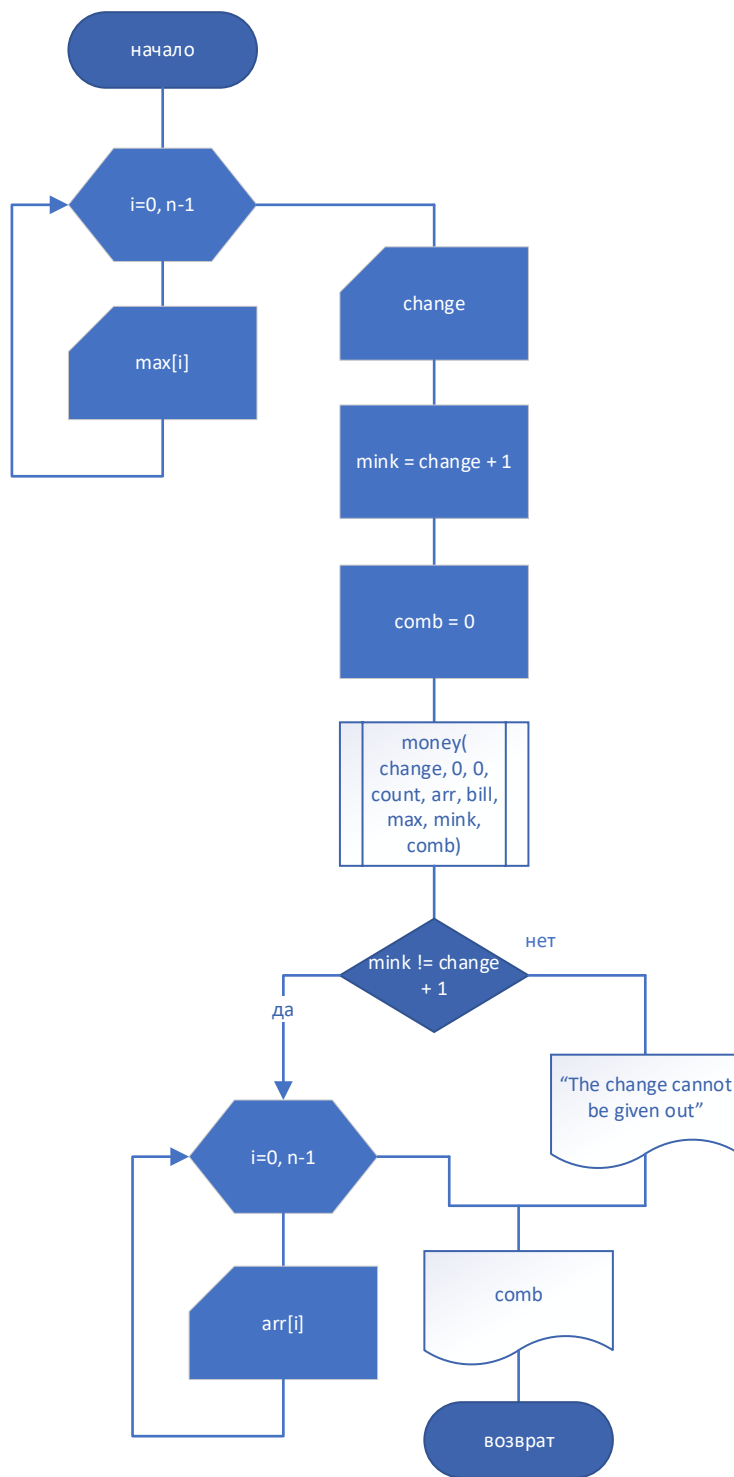 начало
i=0, n-1
max[i]
change
mink = change + 1
comb = 0
money(
change, 0, 0,
count, arr, bill,
max, mink,
comb)
mink != change
+ 1
нет
да
“The change cannot
be given out”
i=0, n-1
arr[i]
comb
возврат